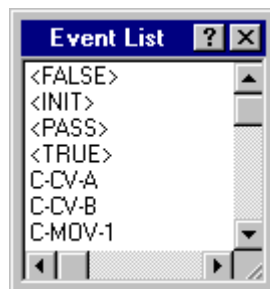 Event List
<FALSE>
<INIT>
<PASS>
<TRUE>
C-CV-A
C-CV-B
C-MOV-1